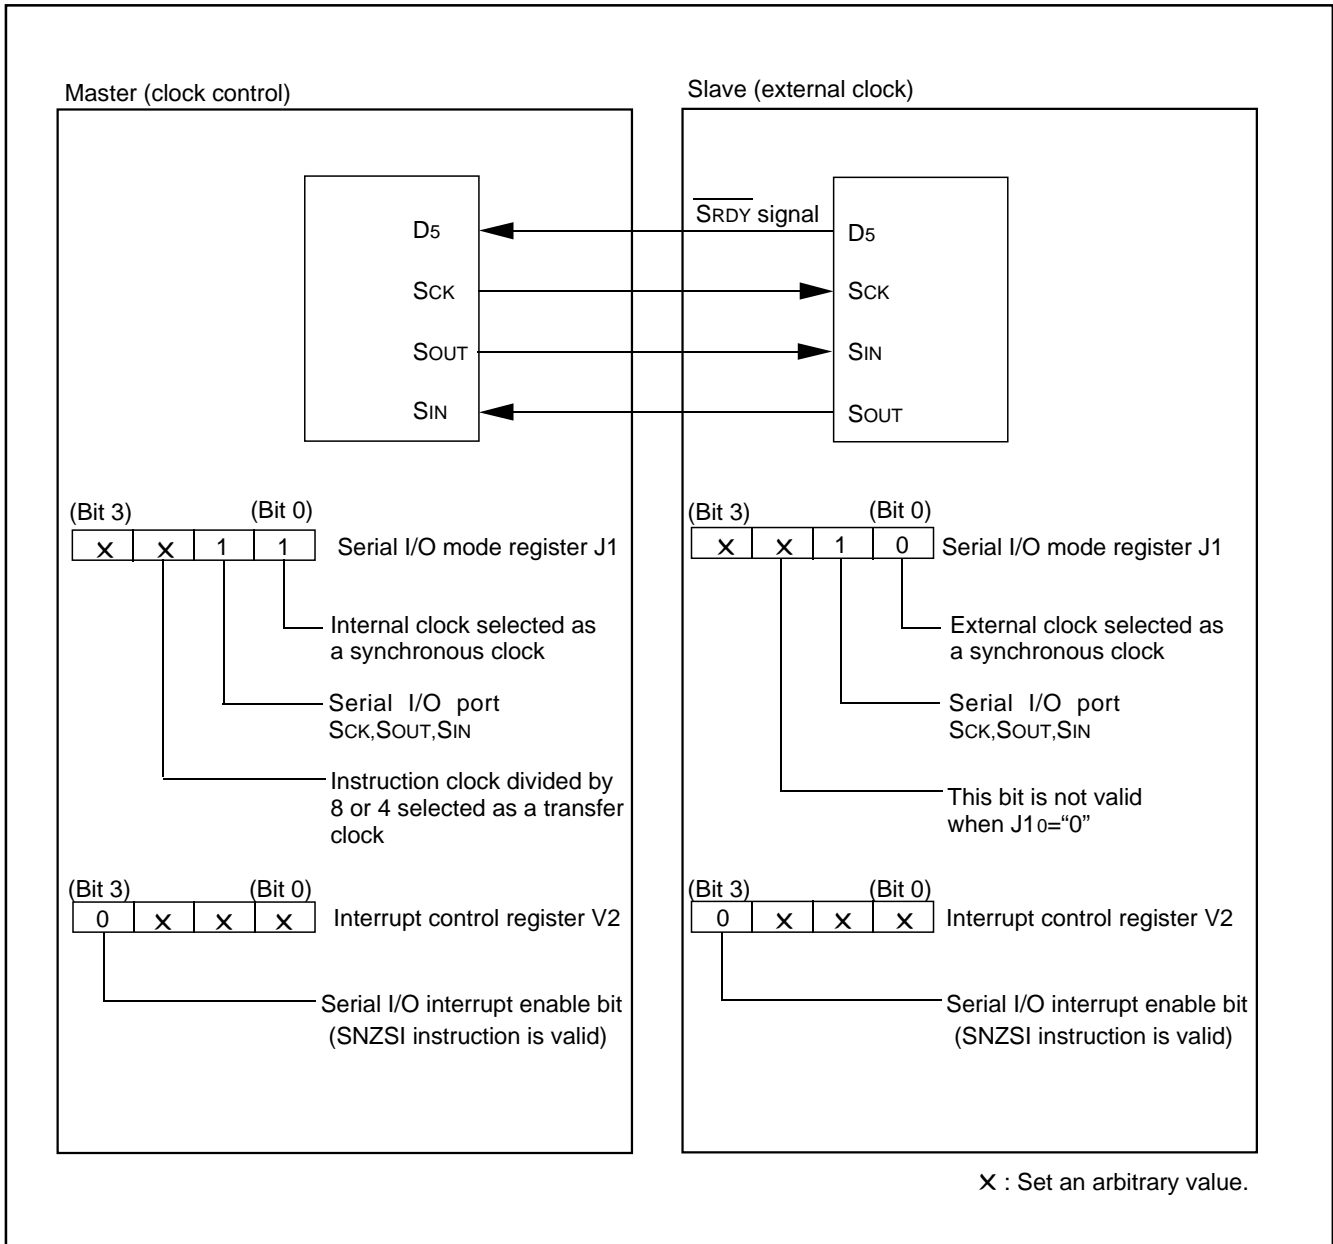 Master (clock control)
D5
SCK
SOUT
SIN
(Bit 3) (Bit 0)
× × 1 1 Serial I/O mode register J1
Internal clock selected as
a synchronous clock
Serial I/O port
SCK,SOUT,SIN
Instruction clock divided by
8 or 4 selected as a transfer
clock
(Bit 3) (Bit 0)
0 × × × Interrupt control register V2
Serial I/O interrupt enable bit
(SNZSI instruction is valid)
Slave (external clock)
SRDY signal
D5
SCK
SIN
SOUT
(Bit 3) (Bit 0)
× × 1 0 Serial I/O mode register J1
External clock selected as
a synchronous clock
Serial I/O port
SCK,SOUT,SIN
This bit is not valid
when J10=“0”
(Bit 3) (Bit 0)
0 × × × Interrupt control register V2
Serial I/O interrupt enable bit
(SNZSI instruction is valid)
× : Set an arbitrary value.